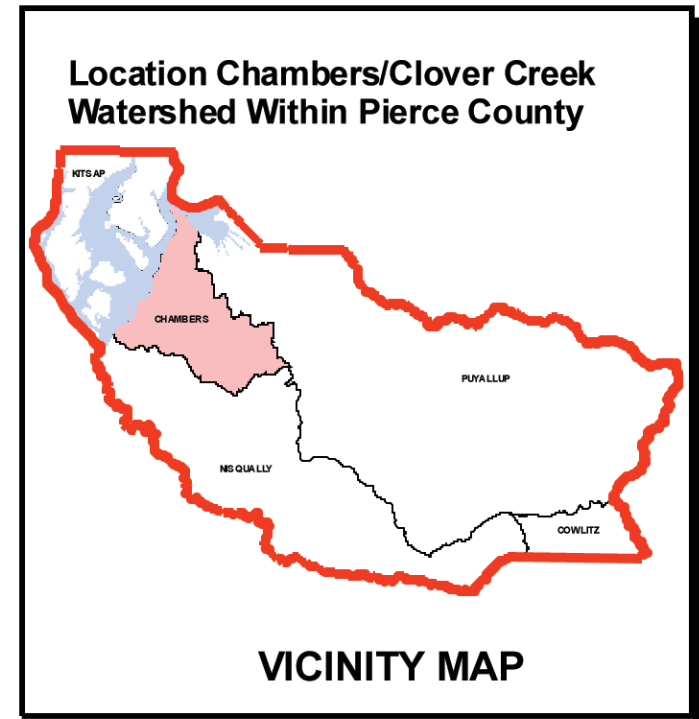 Location Chambers/Clover Creek
Watershed Within Pierce County
KITSAP
CHAMBERS
PUYALLUP
NISQUALLY
COWLITZ
VICINITY MAP